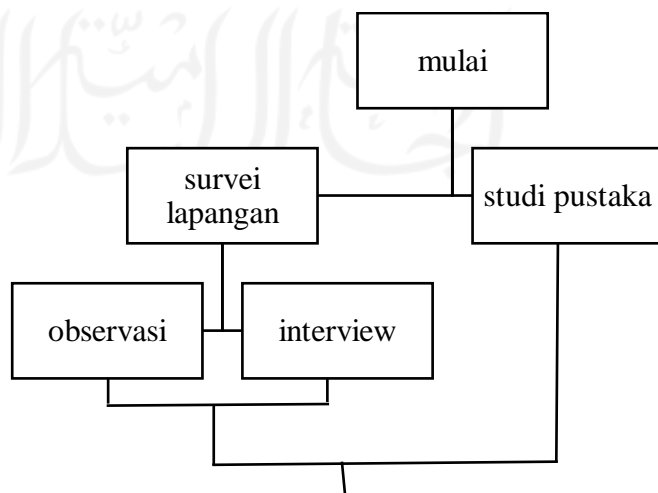 mulai
survei
lapangan
studi pustaka
observasi
interview